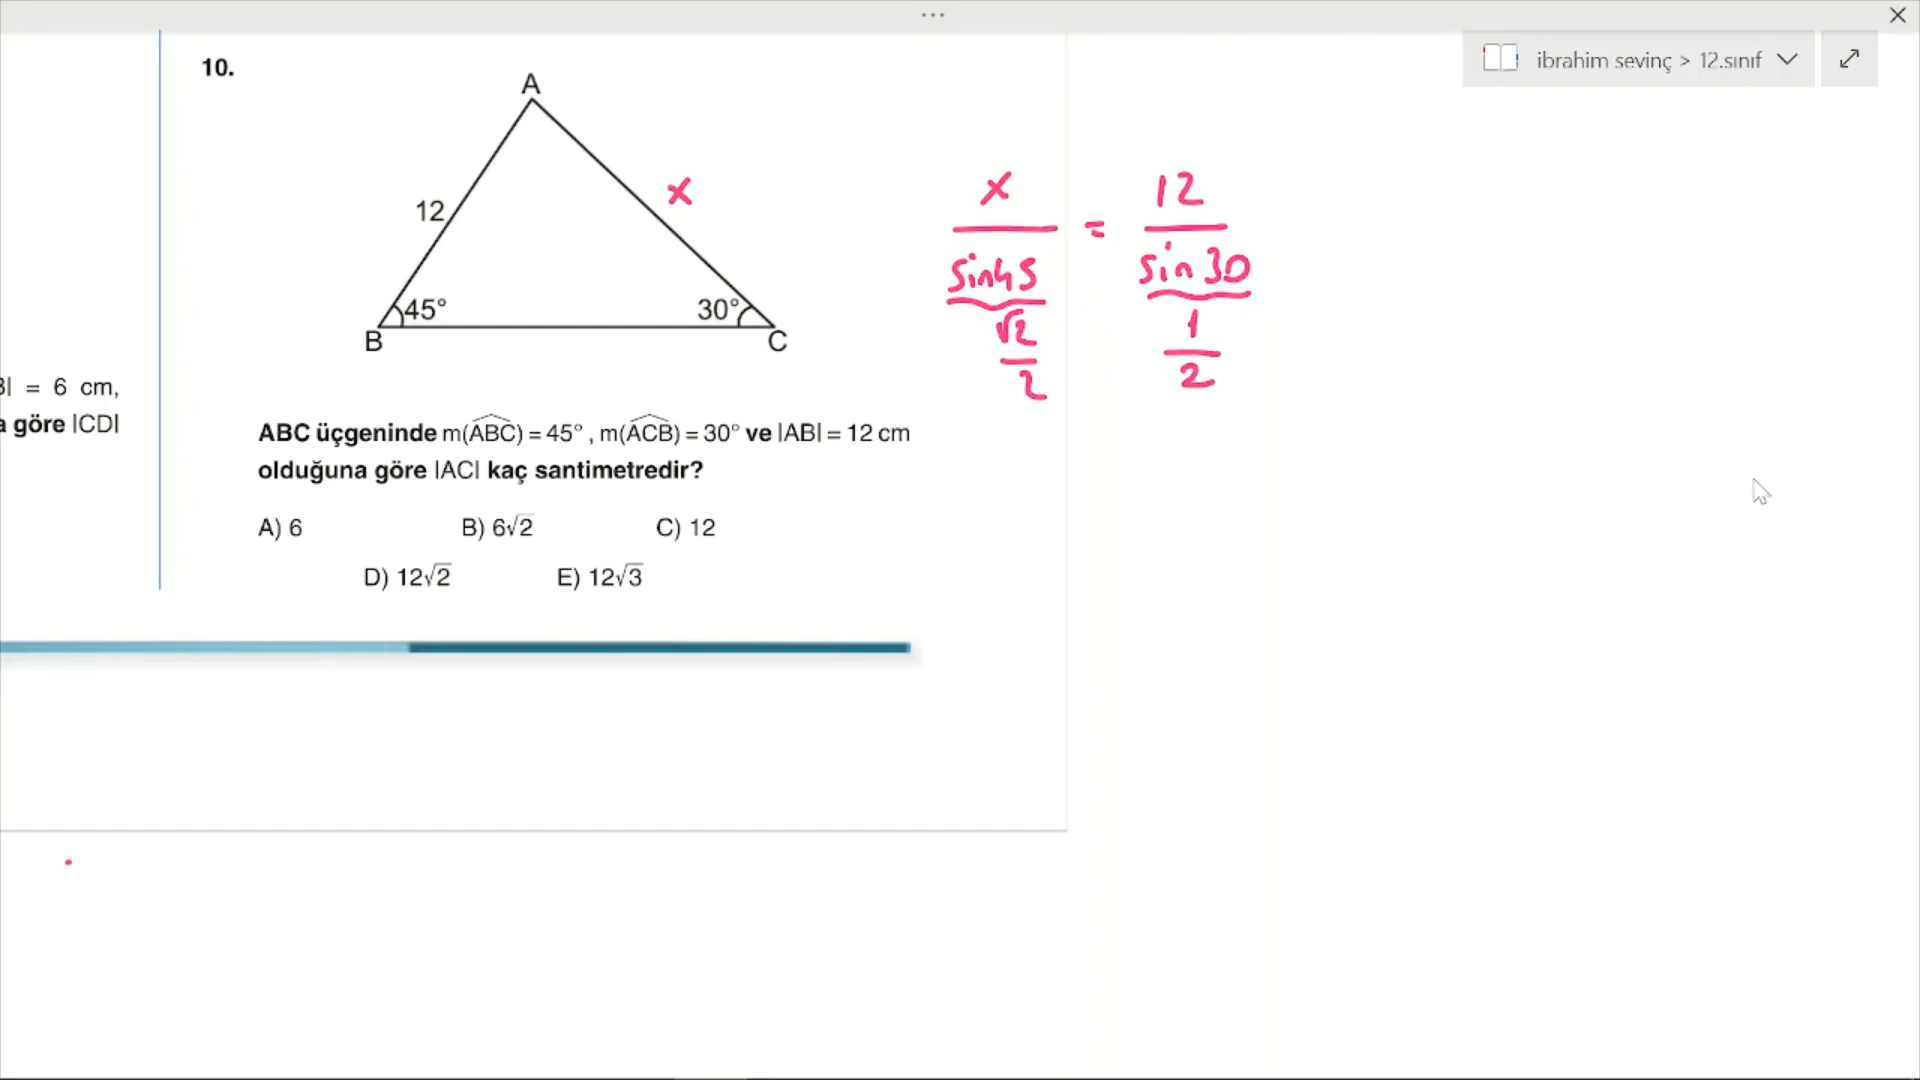 ...
ibrahim sevinç > 12.sınıf
10.
A
12
x
45°
30°
B
C
x/sin45 = 12/sin30
√2/2
1/2
= 6 cm,
göre |CD|
ABC üçgeninde m(ABC) = 45° , m(ACB) = 30° ve |AB| = 12 cm
olduğuna göre |AC| kaç santimetredir?
A) 6 B) 6√2 C) 12
D) 12√2 E) 12√3